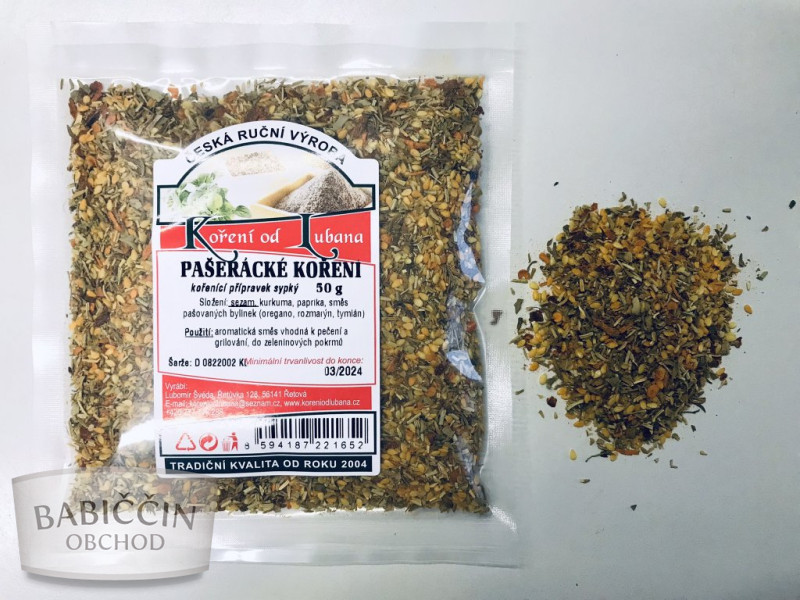 ČESKÁ RUČNÍ VÝROBA
Koření od Lubana
PAŠERÁCKÉ KOŘENÍ
kořenící přípravek sypký 50 g
Složení: sezam, kurkuma, paprika, směs
pašovaných bylinek (oregano, rozmarýn, tymián)
Použití: aromatická směs vhodná k pečení a
grilování, do zeleninových pokrmů
Šarže: D 0822002 Minimální trvanlivost do konce:
03/2024
Vyrábí:
Lubomír Švéda, Řetůvka 128, 56141 Řetová
E-mail: www.koreniodlubana.cz
8 594187 221652
TRADIČNÍ KVALITA OD ROKU 2004
BABIČČIN
OBCHOD